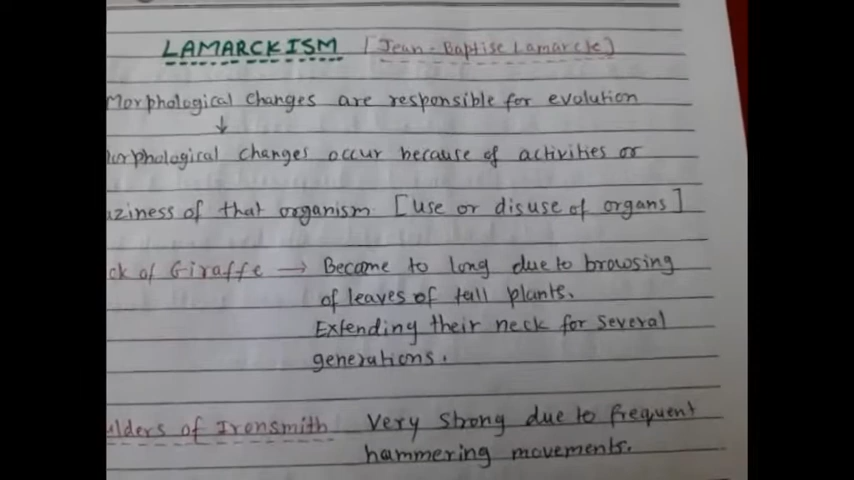 LAMARCKISM [Jean-Baptise Lamarck]
Morphological changes are responsible for evolution
↓
morphological changes occur because of activities or
aziness of that organism [Use or disuse of organs]
ck of Giraffe → Became to long due to browsing
of leaves of tall plants.
Extending their neck for several
generations.
ulders of Ironsmith Very strong due to frequent
hammering movements.